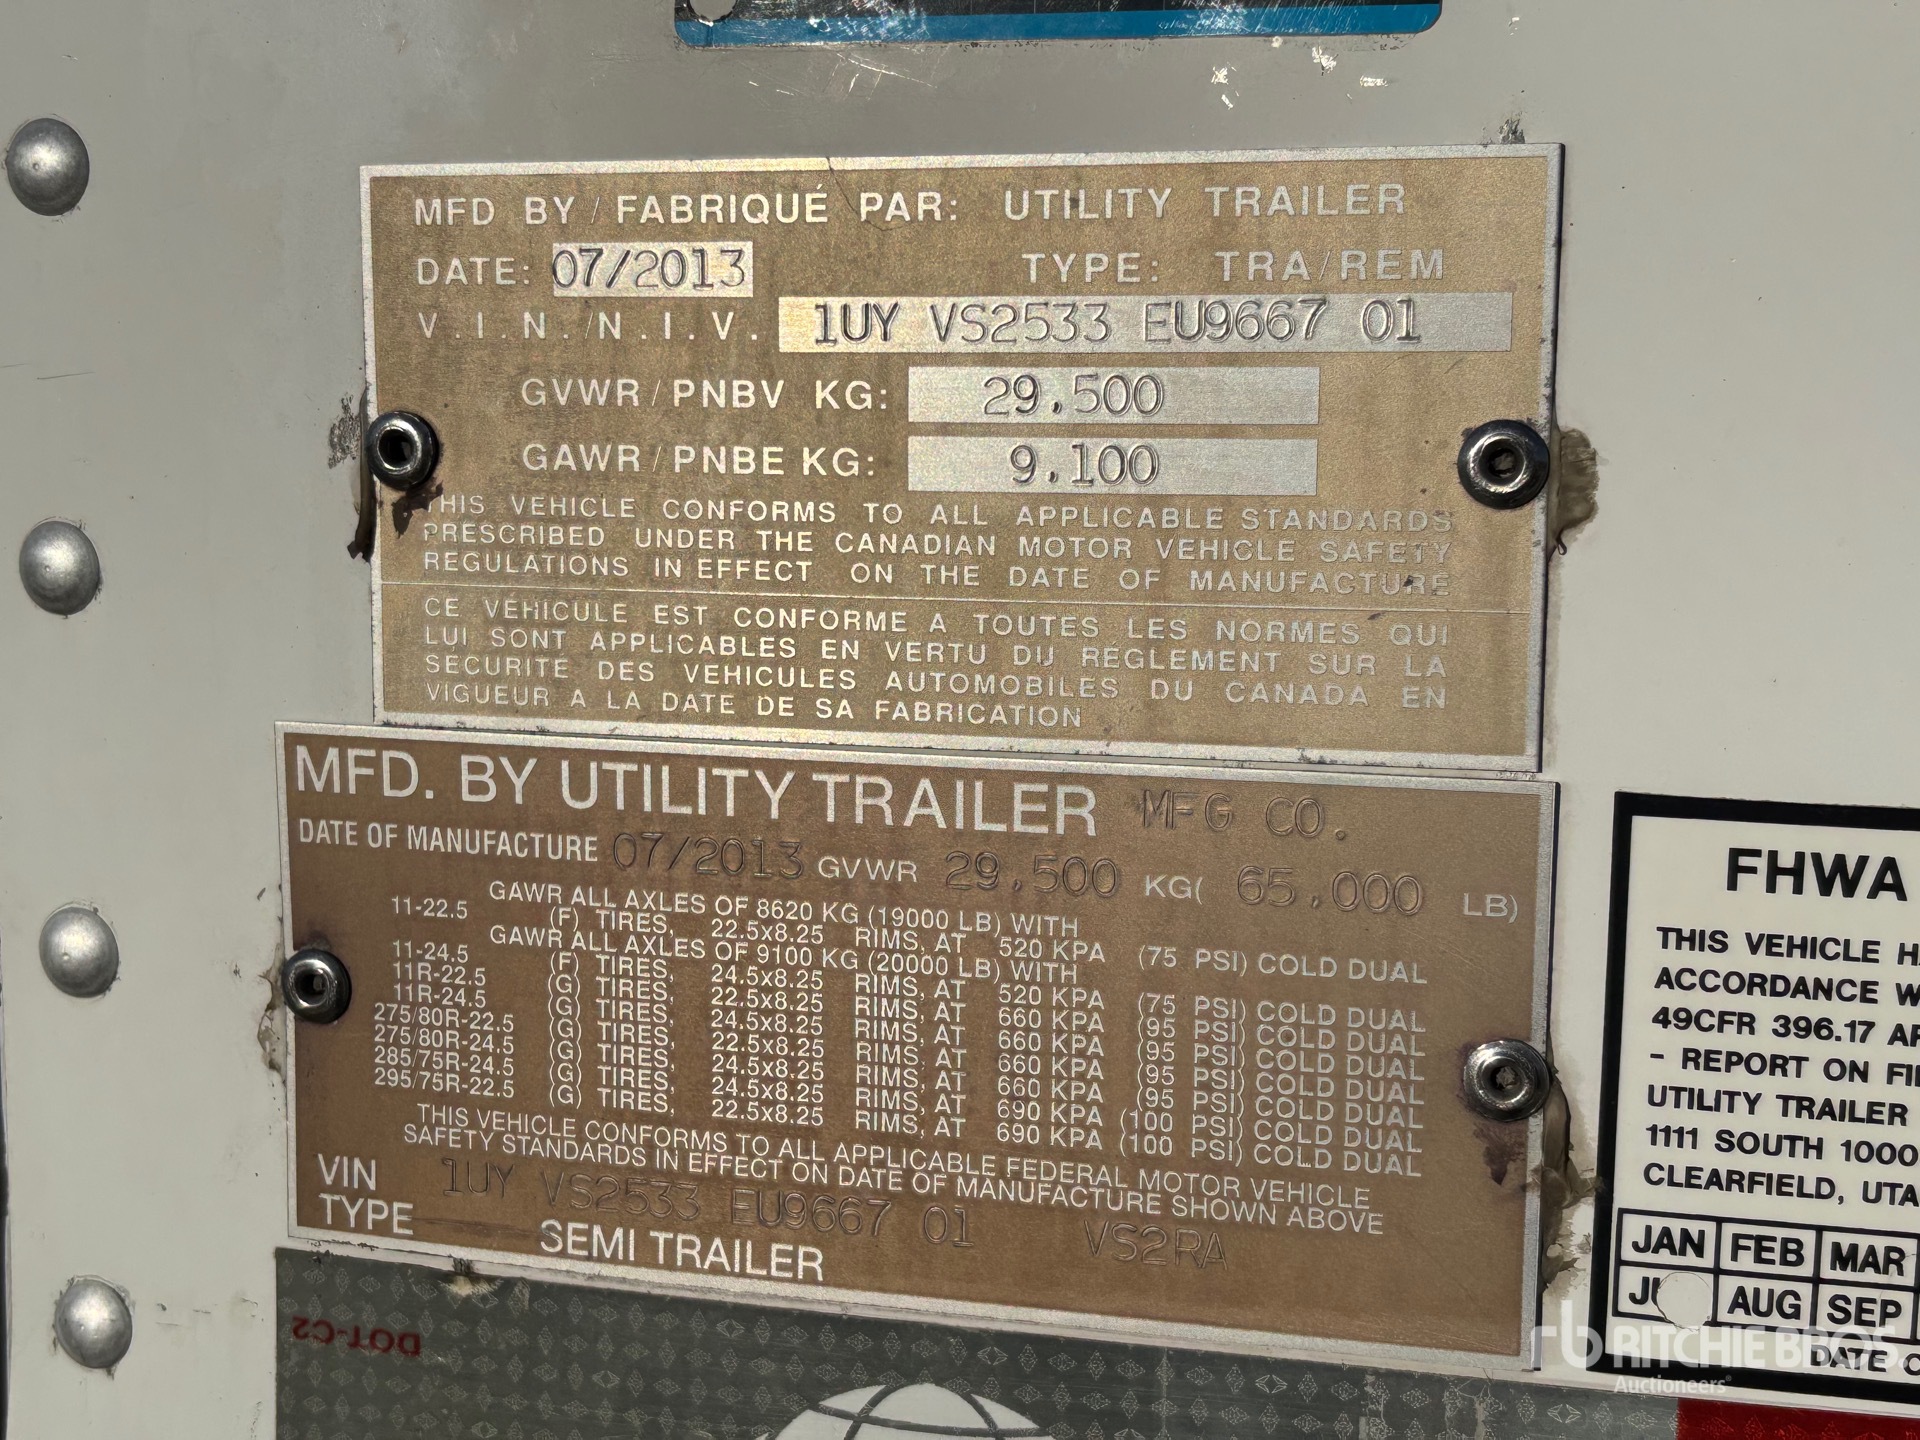 MFD BY / FABRIQUÉ PAR: UTILITY TRAILER
DATE: 07/2013 TYPE: TRA/REM
V.I.N./N.I.V. 1UY VS2533 EU9667 01
GVWR / PNBV KG: 29,500
GAWR / PNBE KG: 9,100
THIS VEHICLE CONFORMS TO ALL APPLICABLE STANDARDS
PRESCRIBED UNDER THE CANADIAN MOTOR VEHICLE SAFETY
REGULATIONS IN EFFECT ON THE DATE OF MANUFACTURE
CE VEHICULE EST CONFORME A TOUTES LES NORMES QUI
LUI SONT APPLICABLES EN VERTU DU RÉGLEMENT SUR LA
SECURITE DES VEHICULES AUTOMOBILES DU CANADA EN
VIGUEUR A LA DATE DE SA FABRICATION
MFD. BY UTILITY TRAILER MFG CO.
DATE OF MANUFACTURE 07/2013 GVWR 29,500 KG( 65,000 LB)
GAWR ALL AXLES OF 8620 KG (19000 LB) WITH
11-22.5 (F) TIRES, 22.5x8.25 RIMS, AT 520 KPA (75 PSI) COLD DUAL
GAWR ALL AXLES OF 9100 KG (20000 LB) WITH
11-24.5 (F) TIRES, 24.5x8.25 RIMS, AT 520 KPA (75 PSI) COLD DUAL
11R-22.5 (G) TIRES, 22.5x8.25 RIMS, AT 660 KPA (95 PSI) COLD DUAL
11R-24.5 (G) TIRES, 24.5x8.25 RIMS, AT 660 KPA (95 PSI) COLD DUAL
275/80R-22.5 (G) TIRES, 22.5x8.25 RIMS, AT 660 KPA (95 PSI) COLD DUAL
275/80R-24.5 (G) TIRES, 24.5x8.25 RIMS, AT 660 KPA (95 PSI) COLD DUAL
285/75R-24.5 (G) TIRES, 24.5x8.25 RIMS, AT 690 KPA (100 PSI) COLD DUAL
295/75R-22.5 (G) TIRES, 22.5x8.25 RIMS, AT 690 KPA (100 PSI) COLD DUAL
THIS VEHICLE CONFORMS TO ALL APPLICABLE FEDERAL MOTOR VEHICLE
SAFETY STANDARDS IN EFFECT ON DATE OF MANUFACTURE SHOWN ABOVE
VIN 1UY VS2533 EU9667 01 VS2RA
TYPE SEMI TRAILER
DOT-C2
FHWA
THIS VEHICLE
ACCORDANCE
49CFR 396.17
- REPORT ON
UTILITY TRAILER
1111 SOUTH 1000
CLEARFIELD,
JAN FEB MAR
AUG SEP
DATE
rb RITCHIE BROS.
Auctioneers